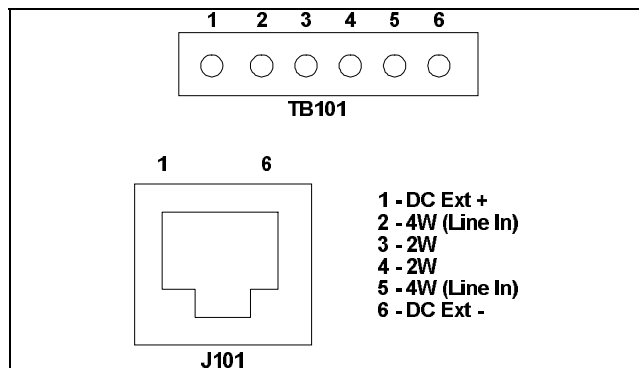 1 2 3 4 5 6
TB101
1 6
1 - DC Ext +
2 - 4W (Line In)
3 - 2W
4 - 2W
5 - 4W (Line In)
6 - DC Ext -
J101